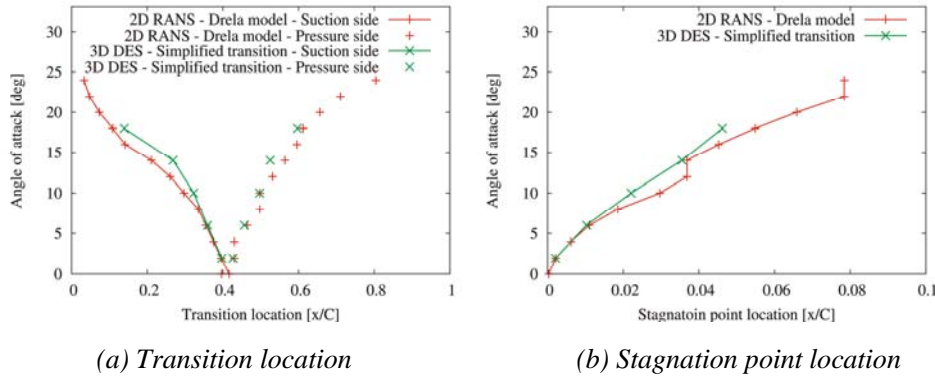 2D RANS - Drela model - Suction side
2D RANS - Drela model - Pressure side
3D DES - Simplified transition - Suction side
3D DES - Simplified transition - Pressure side
30
25
20
15
10
5
0
Angle of attack [deg]
0 0.2 0.4 0.6 0.8 1
Transition location [x/C]
(a) Transition location
2D RANS - Drela model
3D DES - Simplified transition
30
25
20
15
10
5
0
Angle of attack [deg]
0 0.02 0.04 0.06 0.08 0.1
Stagnatoin point location [x/C]
(b) Stagnation point location